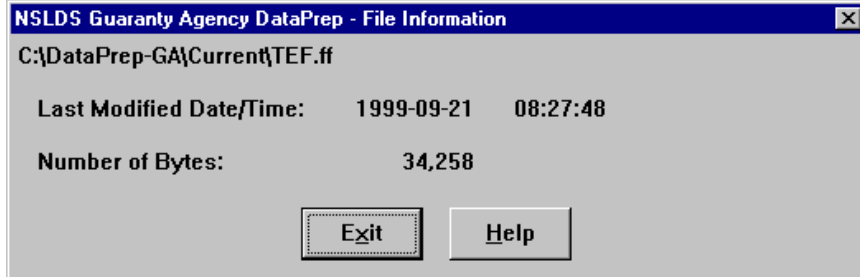 NSLDS Guaranty Agency DataPrep - File Information
C:\DataPrep-GA\Current\TEF.ff
Last Modified Date/Time: 1999-09-21 08:27:48
Number of Bytes: 34,258
Exit Help